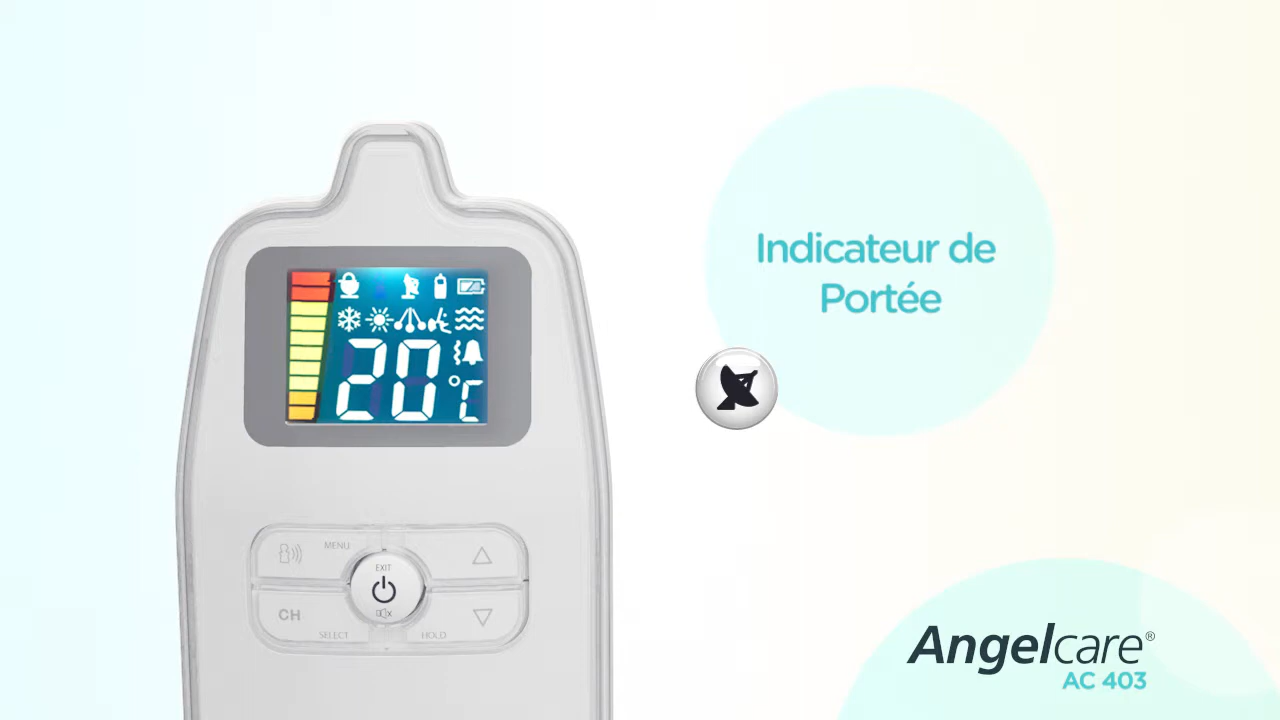 Indicateur de
Portée
20°C
MENU
EXIT
CH
SELECT
HOLD
Angelcare®
AC 403